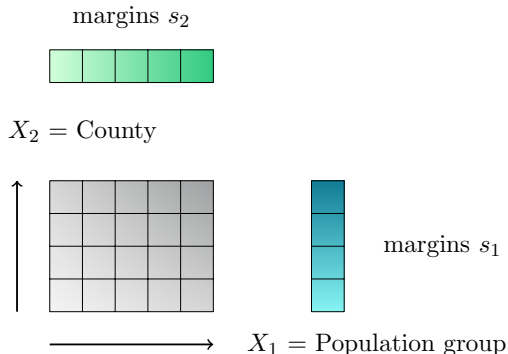 margins s₂
X₂ = County
margins s₁
X₁ = Population group